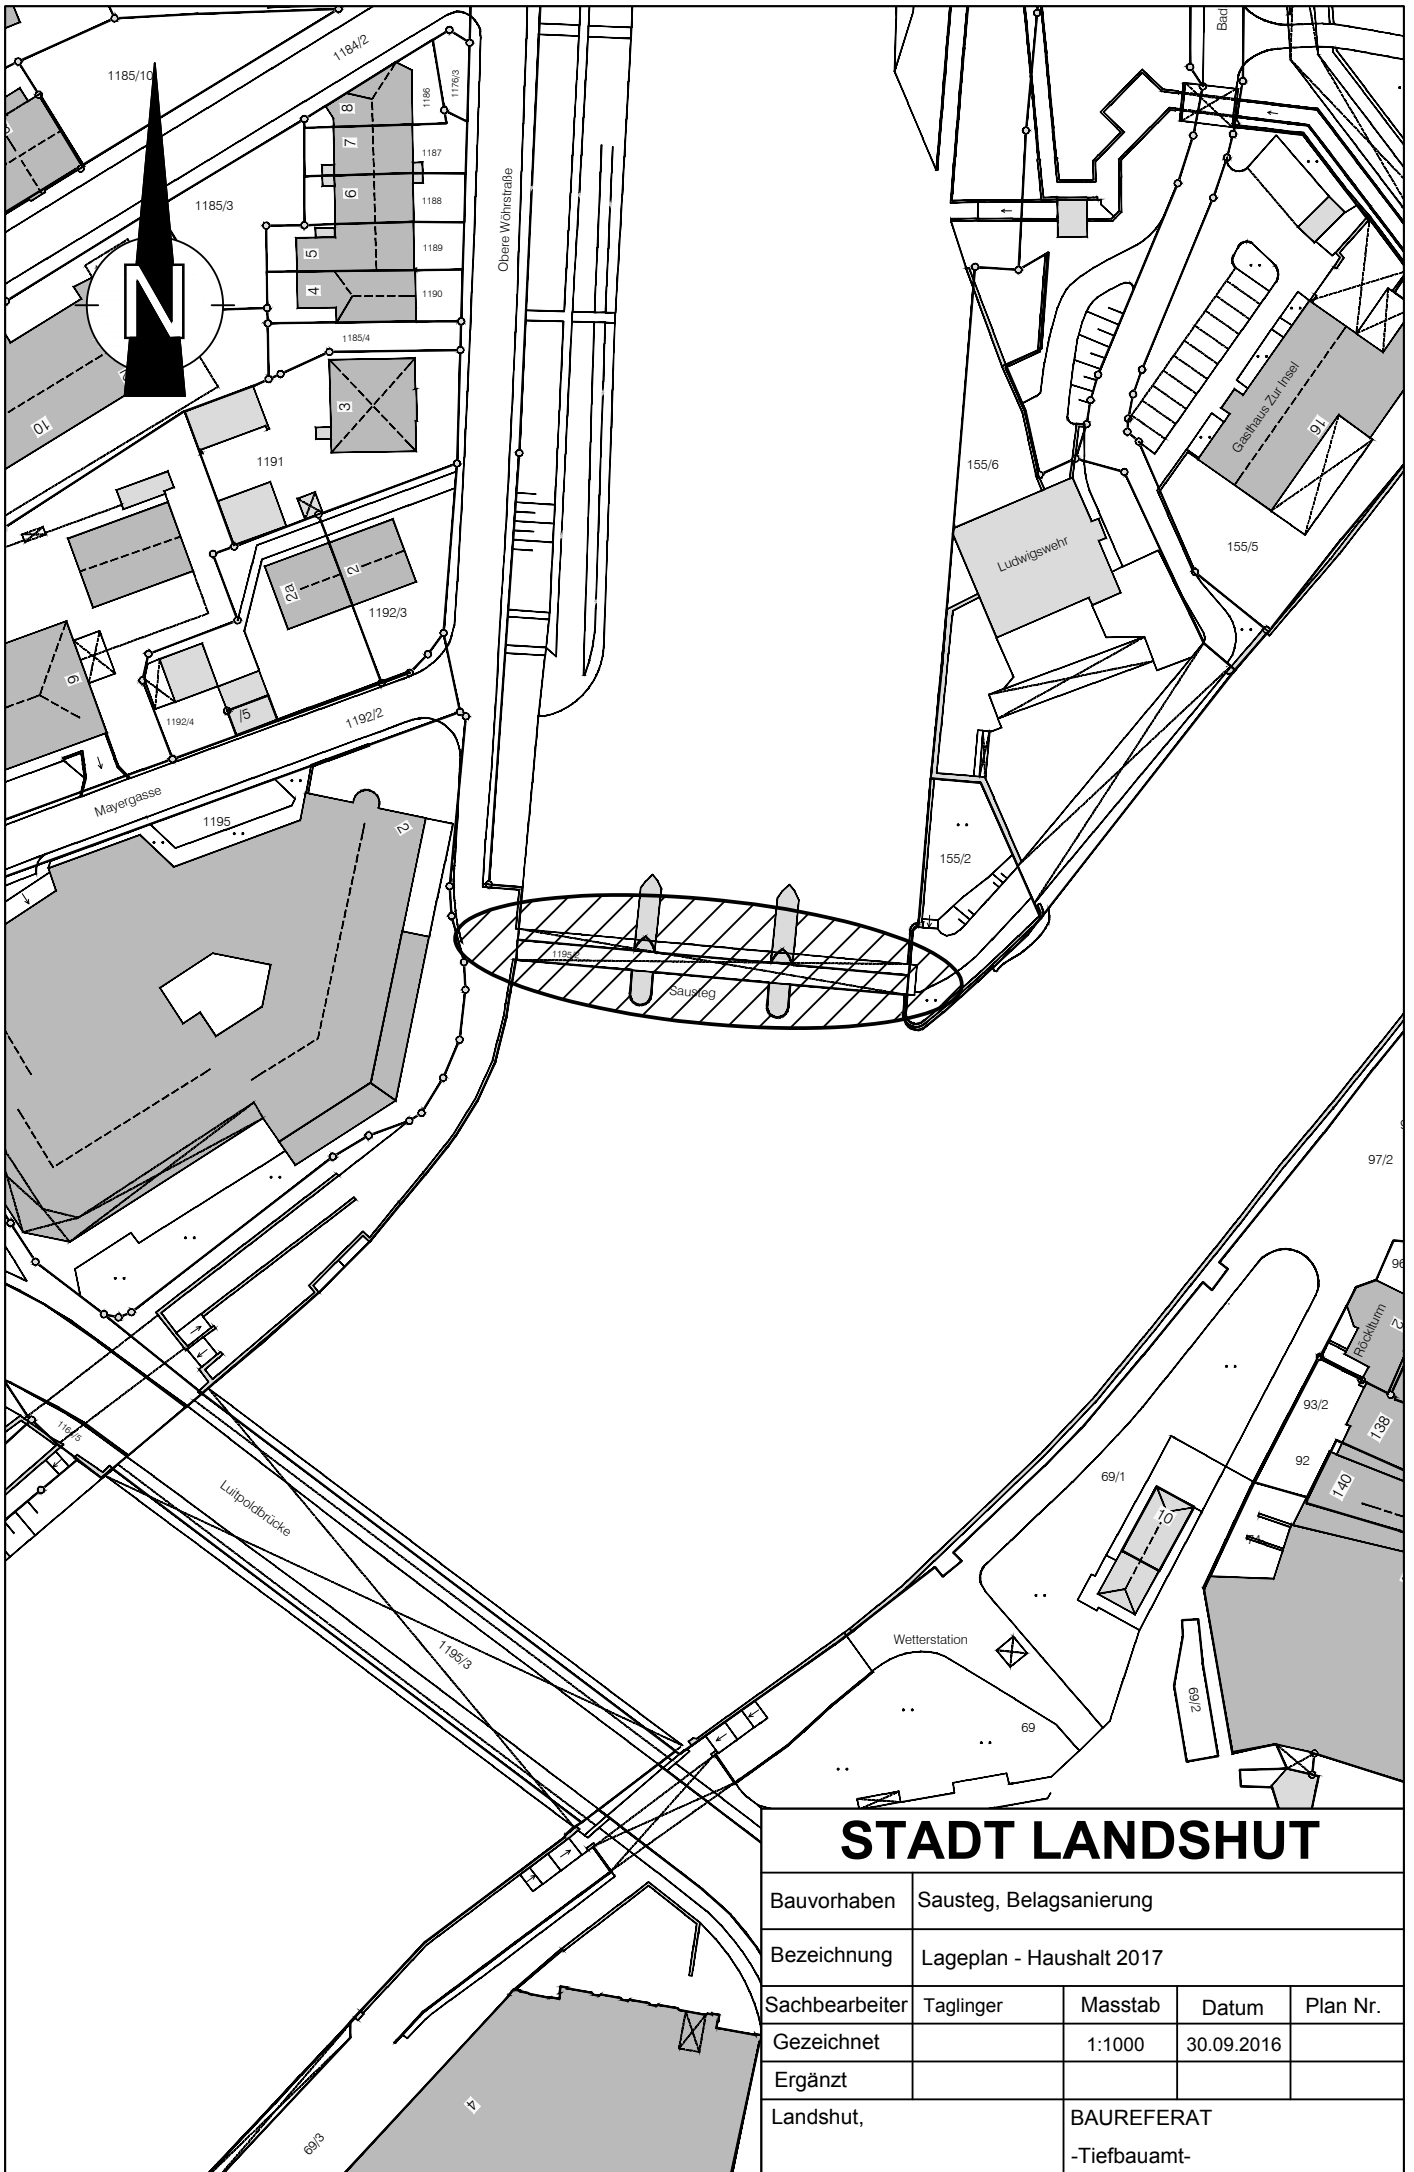 1185/10
1184/2
1176/3
1186
8
7
1187
6
1188
1185/3
1189
5
1190
4
N
1185/4
Obere Wöhrstraße
3
10
1191
2a
2
1192/3
9
1192/4
/5
1192/2
Mayergasse
1195
2
Bad
Gasthaus Zur Insel
16
155/6
155/5
Ludwigswehr
155/2
Sausteg
97/2
96
Röcklturm
2
93/2
138
92
140
69/1
10
Luitpoldbrücke
1195/3
Wetterstation
69
69/2
4
69/3
STADT LANDSHUT
Bauvorhaben Sausteg, Belagsanierung
Bezeichnung Lageplan - Haushalt 2017
Sachbearbeiter Taglinger Masstab Datum Plan Nr.
Gezeichnet 1:1000 30.09.2016
Ergänzt
Landshut, BAUREFERAT
-Tiefbauamt-